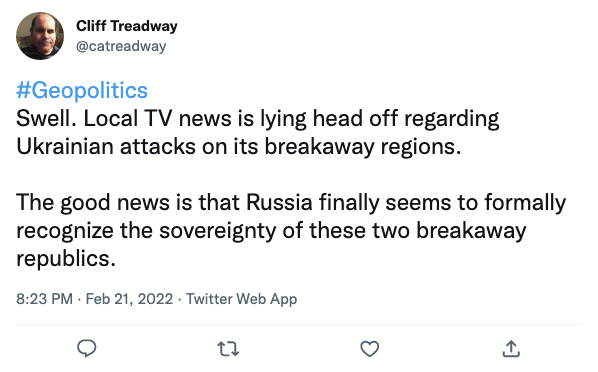 Cliff Treadway
@catreadway
#Geopolitics
Swell. Local TV news is lying head off regarding
Ukrainian attacks on its breakaway regions.
The good news is that Russia finally seems to formally
recognize the sovereignty of these two breakaway
republics.
8:23 PM · Feb 21, 2022 · Twitter Web App